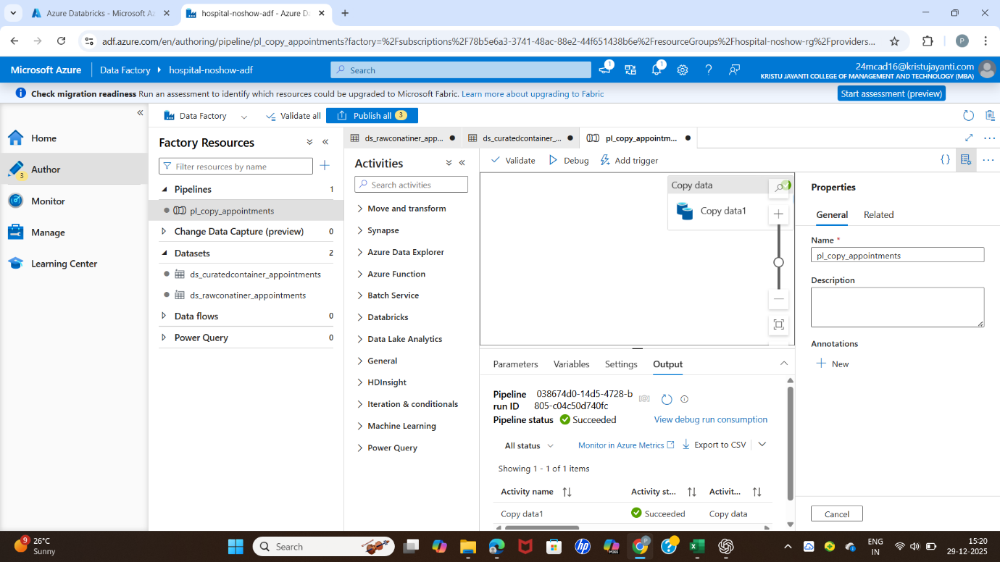 Azure Databricks - Microsoft Az
hospital-noshow-adf - Azure Da
adf.azure.com/en/authoring/pipeline/pl_copy_appointments?factory=%2Fsubscriptions%2F78b5e6a3-3741-48ac-88e2-44f651438b6e%2FresourceGroups%2Fhospital-noshow-rg%2Fproviders...
P
Microsoft Azure
Data Factory
hospital-noshow-adf
Search
1
1
24mcad16@kristujayanti.com
KRISTU JAYANTI COLLEGE OF MANAGEMENT AND TECHNOLOGY (MBA)
Check migration readiness Run an assessment to identify which resources could be upgraded to Microsoft Fabric. Learn more about upgrading to Fabric
Start assessment (preview)
Home
Author
3
Monitor
Manage
Learning Center
Data Factory
Validate all
Publish all 3
Factory Resources
Filter resources by name
Pipelines 1
pl_copy_appointments
Change Data Capture (preview) 0
Datasets 2
ds_curatedcontainer_appointments
ds_rawconatiner_appointments
Data flows 0
Power Query 0
ds_rawconatiner_app...
ds_curatedcontainer_...
pl_copy_appointm...
Activities
Search activities
Move and transform
Synapse
Azure Data Explorer
Azure Function
Batch Service
Databricks
Data Lake Analytics
General
HDInsight
Iteration & conditionals
Machine Learning
Power Query
Validate
Debug
Add trigger
Copy data
Copy data1
Parameters
Variables
Settings
Output
Pipeline run ID
038674d0-14d5-4728-b
805-c04c50d740fc
Pipeline status
Succeeded
View debug run consumption
All status
Monitor in Azure Metrics
Export to CSV
Showing 1 - 1 of 1 items
Activity name
Activity st...
Activit...
Copy data1
Succeeded
Copy data
Properties
General
Related
Name *
pl_copy_appointments
Description
Annotations
New
Cancel
9
26°C
Sunny
Search
ENG
IN
15:20
29-12-2025